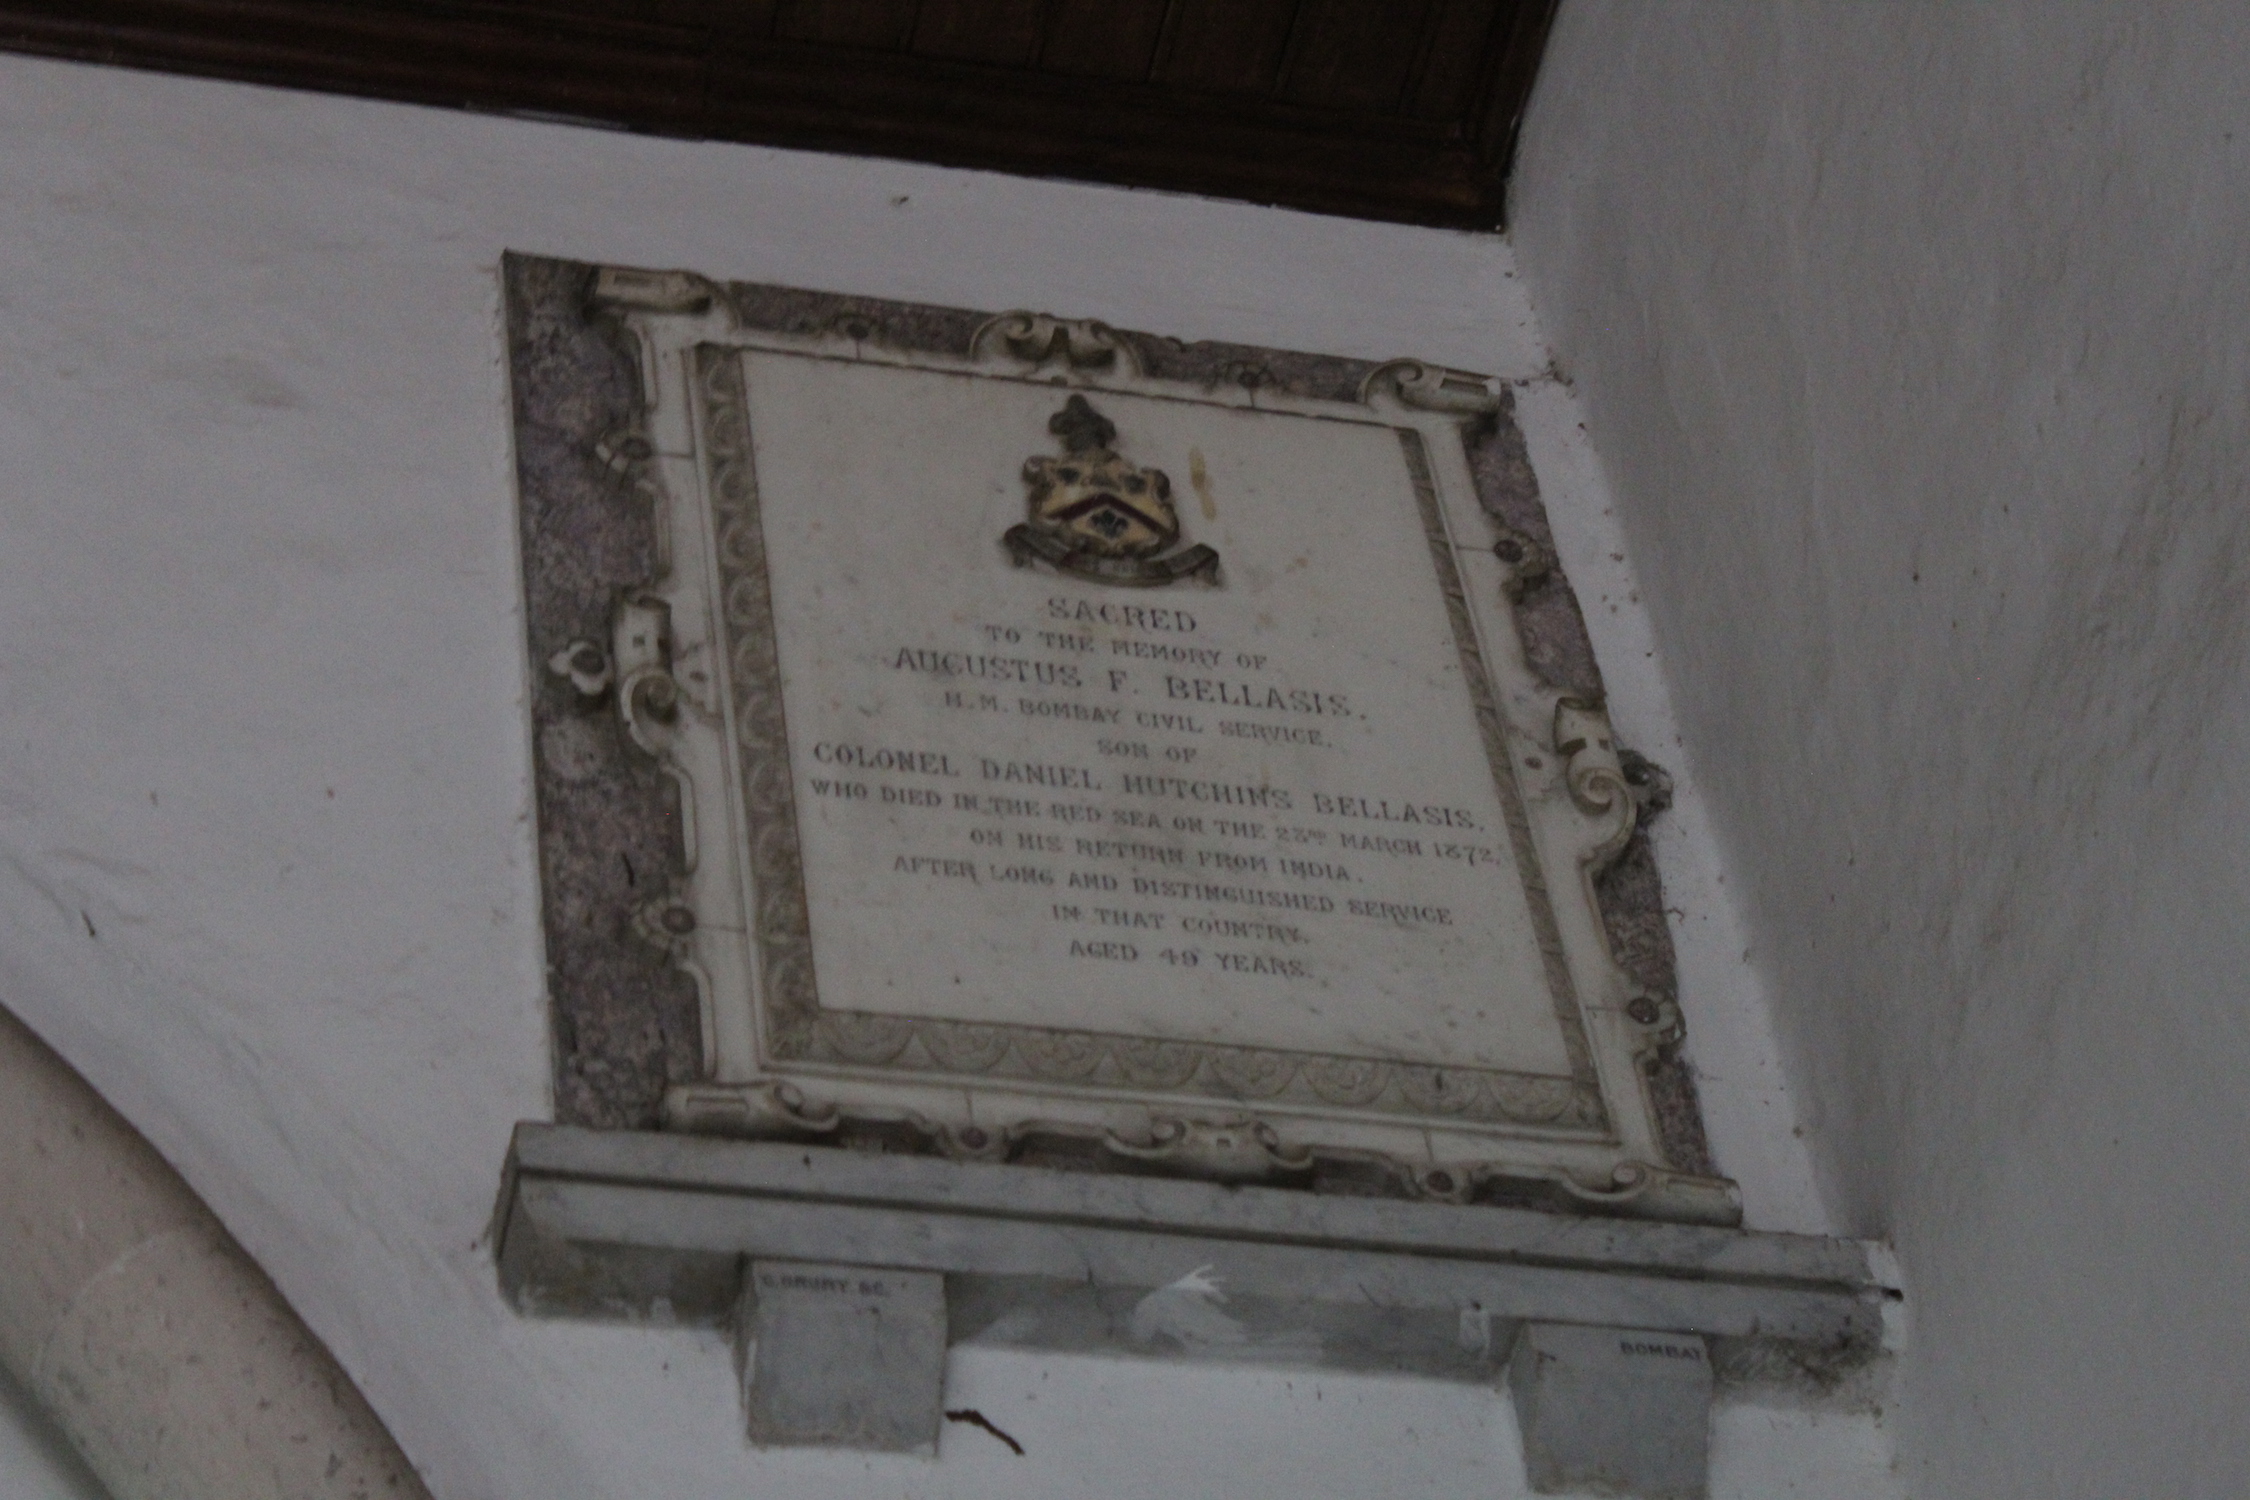 SACRED
TO THE MEMORY OF
AUGUSTUS F. BELLASIS.
H.M. BOMBAY CIVIL SERVICE.
SON OF
COLONEL DANIEL HUTCHINS BELLASIS,
WHO DIED IN THE RED SEA ON THE 23RD MARCH 1872,
ON HIS RETURN FROM INDIA.
AFTER LONG AND DISTINGUISHED SERVICE
IN THAT COUNTRY.
AGED 49 YEARS.
C. DRURY. SC.
BOMBAY